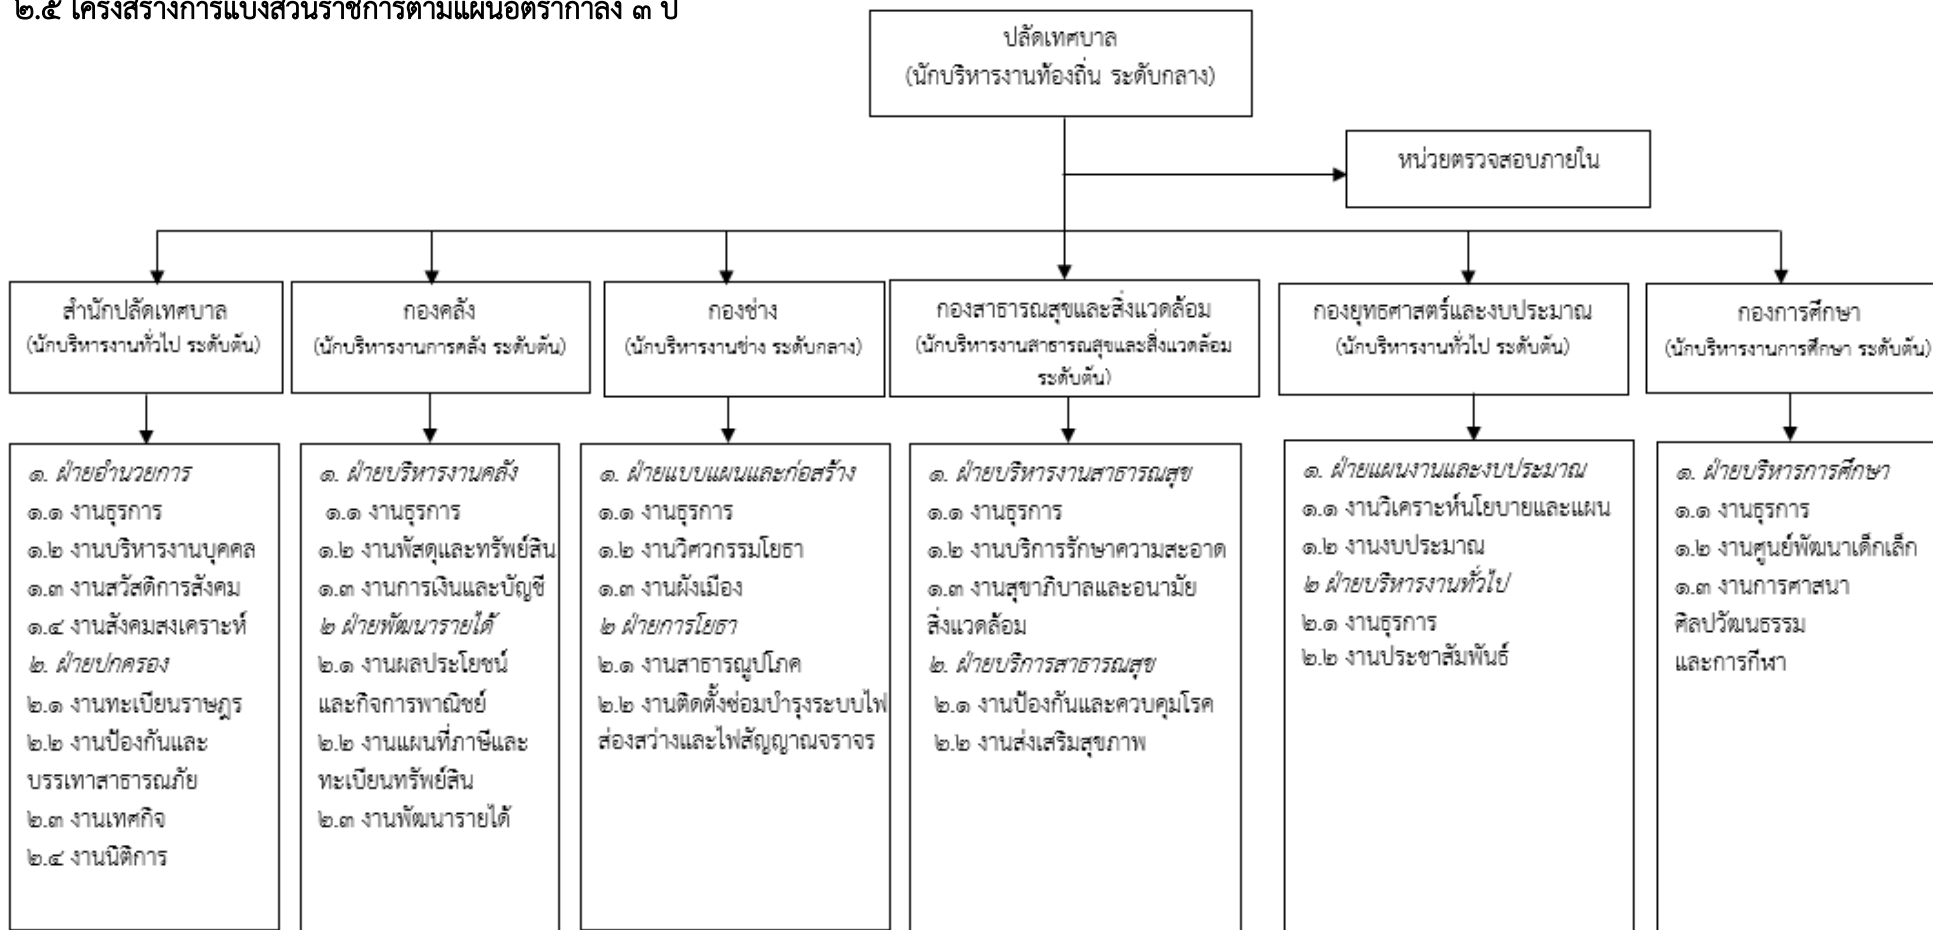 ๒.๕ โครงสร้างการแบ่งส่วนราชการตามแผนอัตรากำลัง ๓ ปี
ปลัดเทศบาล
(นักบริหารงานท้องถิ่น ระดับกลาง)
หน่วยตรวจสอบภายใน
สำนักปลัดเทศบาล
(นักบริหารงานทั่วไป ระดับต้น)
กองคลัง
(นักบริหารงานการคลัง ระดับต้น)
กองช่าง
(นักบริหารงานช่าง ระดับกลาง)
กองสาธารณสุขและสิ่งแวดล้อม
(นักบริหารงานสาธารณสุขและสิ่งแวดล้อม
ระดับต้น)
กองยุทธศาสตร์และงบประมาณ
(นักบริหารงานทั่วไป ระดับต้น)
กองการศึกษา
(นักบริหารงานการศึกษา ระดับต้น)
๑. ฝ่ายอำนวยการ
๑.๑ งานธุรการ
๑.๒ งานบริหารงานบุคคล
๑.๓ งานสวัสดิการสังคม
๑.๔ งานสังคมสงเคราะห์
๒. ฝ่ายปกครอง
๒.๑ งานทะเบียนราษฎร
๒.๒ งานป้องกันและ
บรรเทาสาธารณภัย
๒.๓ งานเทศกิจ
๒.๔ งานนิติการ
๑. ฝ่ายบริหารงานคลัง
๑.๑ งานธุรการ
๑.๒ งานพัสดุและทรัพย์สิน
๑.๓ งานการเงินและบัญชี
๒ ฝ่ายพัฒนารายได้
๒.๑ งานผลประโยชน์
และกิจการพาณิชย์
๒.๒ งานแผนที่ภาษีและ
ทะเบียนทรัพย์สิน
๒.๓ งานพัฒนารายได้
๑. ฝ่ายแบบแผนและก่อสร้าง
๑.๑ งานธุรการ
๑.๒ งานวิศวกรรมโยธา
๑.๓ งานผังเมือง
๒ ฝ่ายการโยธา
๒.๑ งานสาธารณูปโภค
๒.๒ งานติดตั้งซ่อมบำรุงระบบไฟ
ส่องสว่างและไฟสัญญาณจราจร
๑. ฝ่ายบริหารงานสาธารณสุข
๑.๑ งานธุรการ
๑.๒ งานบริการรักษาความสะอาด
๑.๓ งานสุขาภิบาลและอนามัย
สิ่งแวดล้อม
๒. ฝ่ายบริการสาธารณสุข
๒.๑ งานป้องกันและควบคุมโรค
๒.๒ งานส่งเสริมสุขภาพ
๑. ฝ่ายแผนงานและงบประมาณ
๑.๑ งานวิเคราะห์นโยบายและแผน
๑.๒ งานงบประมาณ
๒ ฝ่ายบริหารงานทั่วไป
๒.๑ งานธุรการ
๒.๒ งานประชาสัมพันธ์
๑. ฝ่ายบริหารการศึกษา
๑.๑ งานธุรการ
๑.๒ งานศูนย์พัฒนาเด็กเล็ก
๑.๓ งานการศาสนา
ศิลปวัฒนธรรม
และการกีฬา